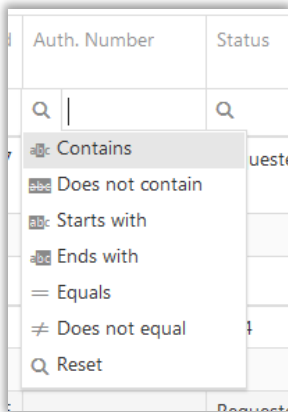 Auth. Number Status
Contains
Does not contain
Starts with
Ends with
Equals
Does not equal
Reset